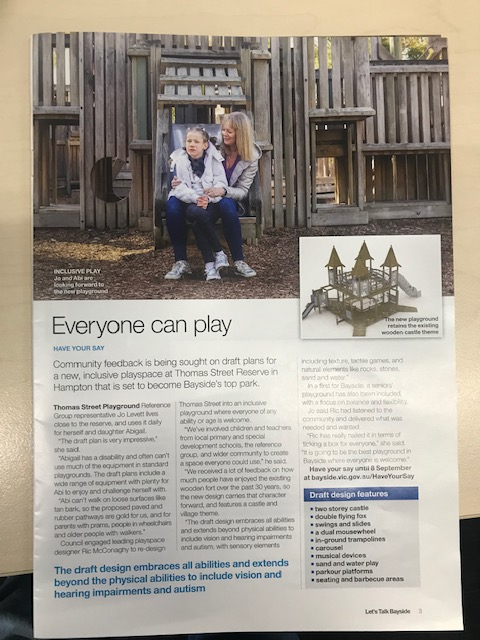 INCLUSIVE PLAY
Jo and Abi are
looking forward to
the new playground
The new playground
retains the existing
wooden castle theme
Everyone can play
HAVE YOUR SAY
Community feedback is being sought on draft plans for
a new, inclusive playspace at Thomas Street Reserve in
Hampton that is set to become Bayside's top park.
Thomas Street Playground Reference
Group representative Jo Levett lives
close to the reserve, and uses it daily
for herself and daughter Abigail.
"The draft plan is very impressive,"
she said.
"Abigail has a disability and often can't
use much of the equipment in standard
playgrounds. The draft plans include a
wide range of equipment with plenty for
Abi to enjoy and challenge herself with.
"Abi can't walk on loose surfaces like
tan bark, so the proposed paved and
rubber pathways are gold for us, and for
parents with prams, people in wheelchairs
and older people with walkers."
Council engaged leading playspace
designer Ric McConaghy to re-design
Thomas Street into an inclusive
playground where everyone of any
ability or age is welcome.
"We've involved children and teachers
from local primary and special
development schools, the reference
group, and wider community to create
a space everyone could use," he said.
"We received a lot of feedback on how
much people have enjoyed the existing
wooden fort over the past 30 years, so
the new design carries that character
forward, and features a castle and
village theme.
"The draft design embraces all abilities
and extends beyond physical abilities to
include vision and hearing impairments
and autism, with sensory elements
including texture, tactile games, and
natural elements like rocks, stones,
sand and water."
In a first for Bayside, a seniors'
playground has also been included,
with a focus on balance and flexibility.
Jo said Ric had listened to the
community and delivered what was
needed and wanted.
"Ric has really nailed it in terms of
ticking a box for everyone," she said.
"It is going to be the best playground in
Bayside where everyone is welcome."
Have your say until 8 September
at bayside.vic.gov.au/HaveYourSay
Draft design features
▪ two storey castle
▪ double flying fox
▪ swings and slides
▪ a dual mousewheel
▪ in-ground trampolines
▪ carousel
▪ musical devices
▪ sand and water play
▪ parkour platforms
▪ seating and barbecue areas
The draft design embraces all abilities and extends
beyond the physical abilities to include vision and
hearing impairments and autism
Let's Talk Bayside 3